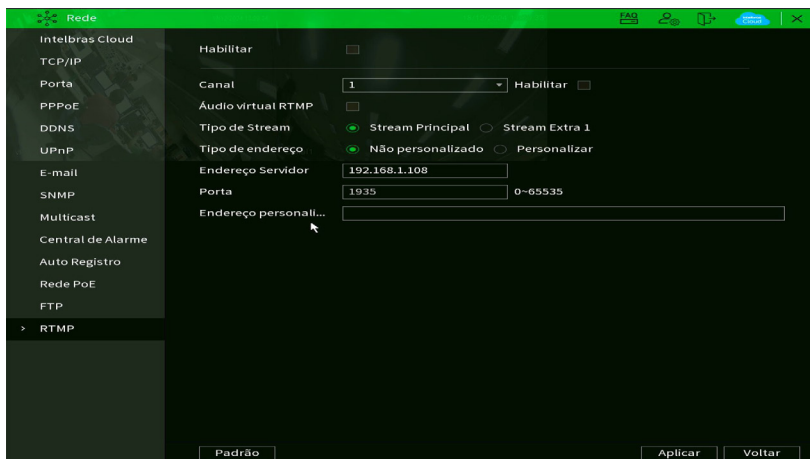 Rede
FAQ
Intelbras Cloud
TCP/IP
Porta
PPPoE
DDNS
UPnP
E-mail
SNMP
Multicast
Central de Alarme
Auto Registro
Rede PoE
FTP
> RTMP
Habilitar
Canal 1 Habilitar
Áudio virtual RTMP
Tipo de Stream Stream Principal Stream Extra 1
Tipo de endereço Não personalizado Personalizar
Endereço Servidor 192.168.1.108
Porta 1935 0~65535
Endereço personali...
Padrão Aplicar Voltar